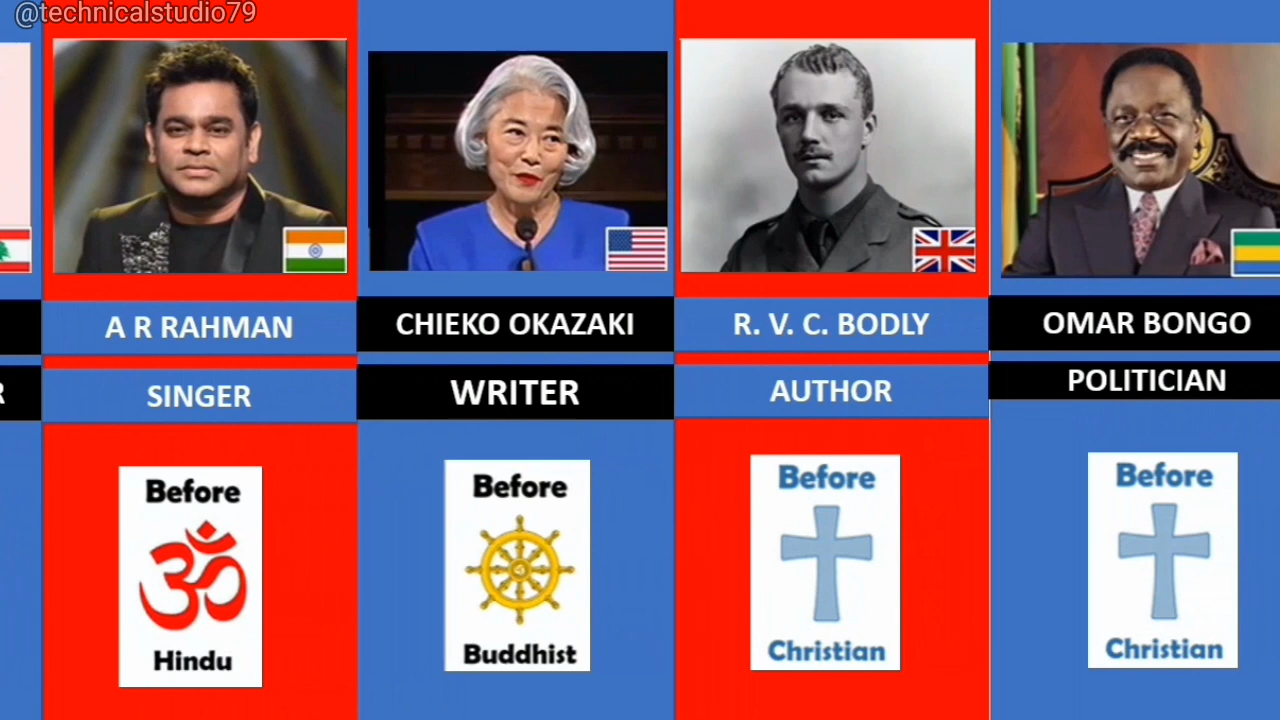 @technicalstudio79
A R RAHMAN
CHIEKO OKAZAKI
R. V. C. BODLY
OMAR BONGO
R
SINGER
WRITER
AUTHOR
POLITICIAN
Before
ॐ
Hindu
Before
Buddhist
Before
Christian
Before
Christian